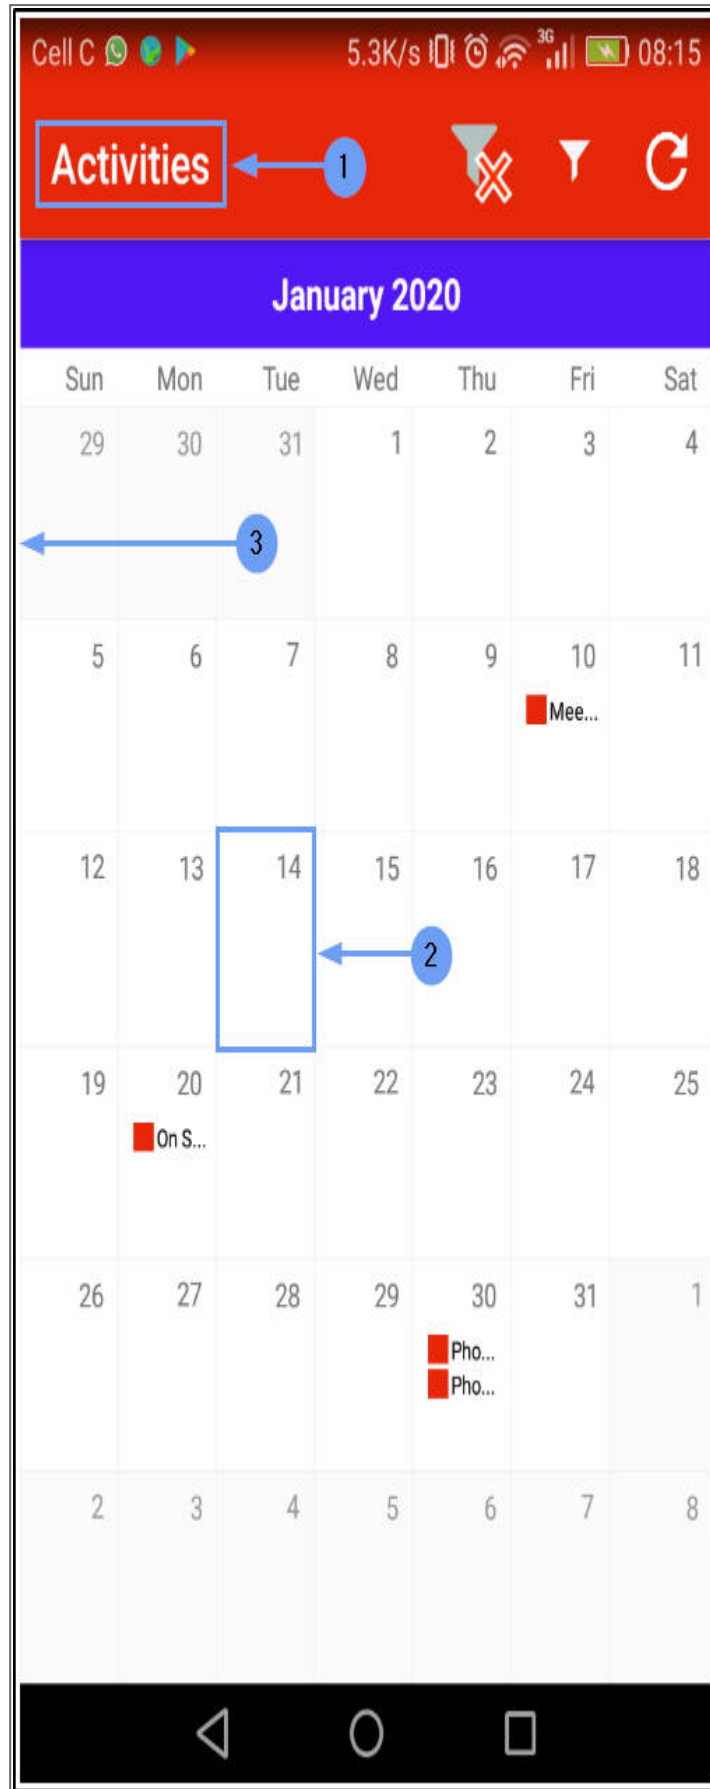 Cell C 5.3K/s 3G 08:15
Activities 1
January 2020
Sun Mon Tue Wed Thu Fri Sat
29 30 31 1 2 3 4
3
5 6 7 8 9 10 11
Mee...
12 13 14 15 16 17 18
2
19 20 21 22 23 24 25
On S...
26 27 28 29 30 31 1
Pho...
Pho...
2 3 4 5 6 7 8